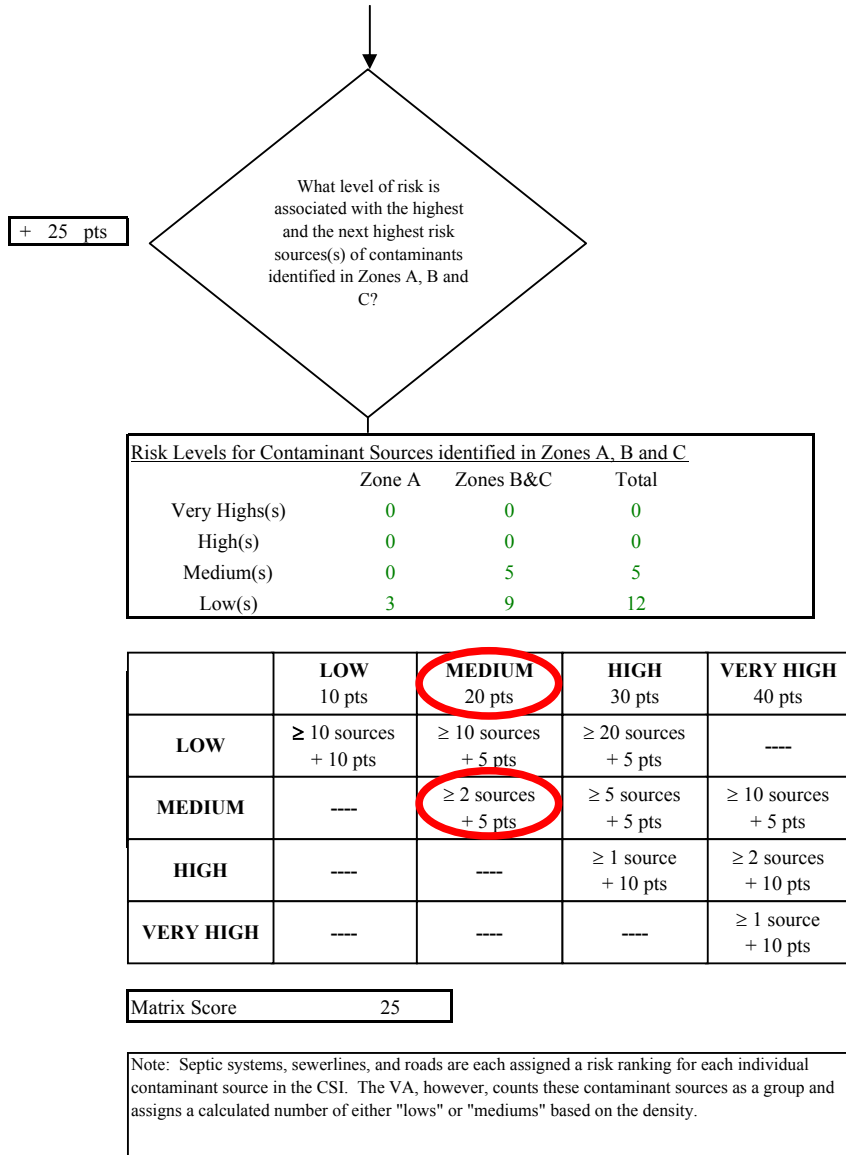 What level of risk is
associated with the highest
and the next highest risk
sources(s) of contaminants
identified in Zones A, B and
C?
+ 25 pts
Risk Levels for Contaminant Sources identified in Zones A, B and C
Zone A Zones B&C Total
Very Highs(s) 0 0 0
High(s) 0 0 0
Medium(s) 0 5 5
Low(s) 3 9 12
LOW MEDIUM HIGH VERY HIGH
10 pts 20 pts 30 pts 40 pts
LOW ≥ 10 sources ≥ 10 sources ≥ 20 sources ----
+ 10 pts + 5 pts + 5 pts
MEDIUM ---- ≥ 2 sources ≥ 5 sources ≥ 10 sources
+ 5 pts + 5 pts + 5 pts
HIGH ---- ---- ≥ 1 source ≥ 2 sources
+ 10 pts + 10 pts
VERY HIGH ---- ---- ---- ≥ 1 source
+ 10 pts
Matrix Score 25
Note: Septic systems, sewerlines, and roads are each assigned a risk ranking for each individual
contaminant source in the CSI. The VA, however, counts these contaminant sources as a group and
assigns a calculated number of either "lows" or "mediums" based on the density.